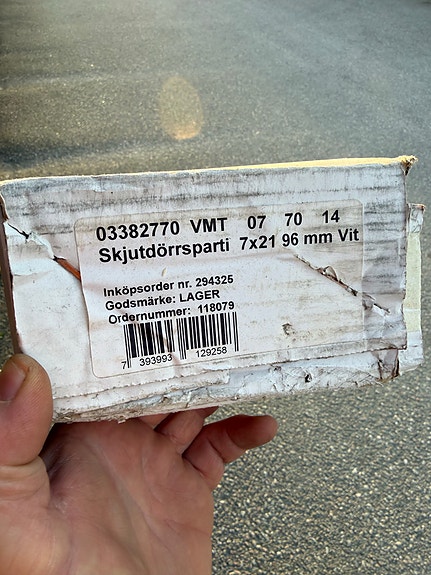 03382770 VMT 07 70 14
Skjutdörrsparti 7x21 96 mm Vit
Inköpsorder nr. 294325
Godsmärke: LAGER
Ordernummer: 118079
7 393993 129258